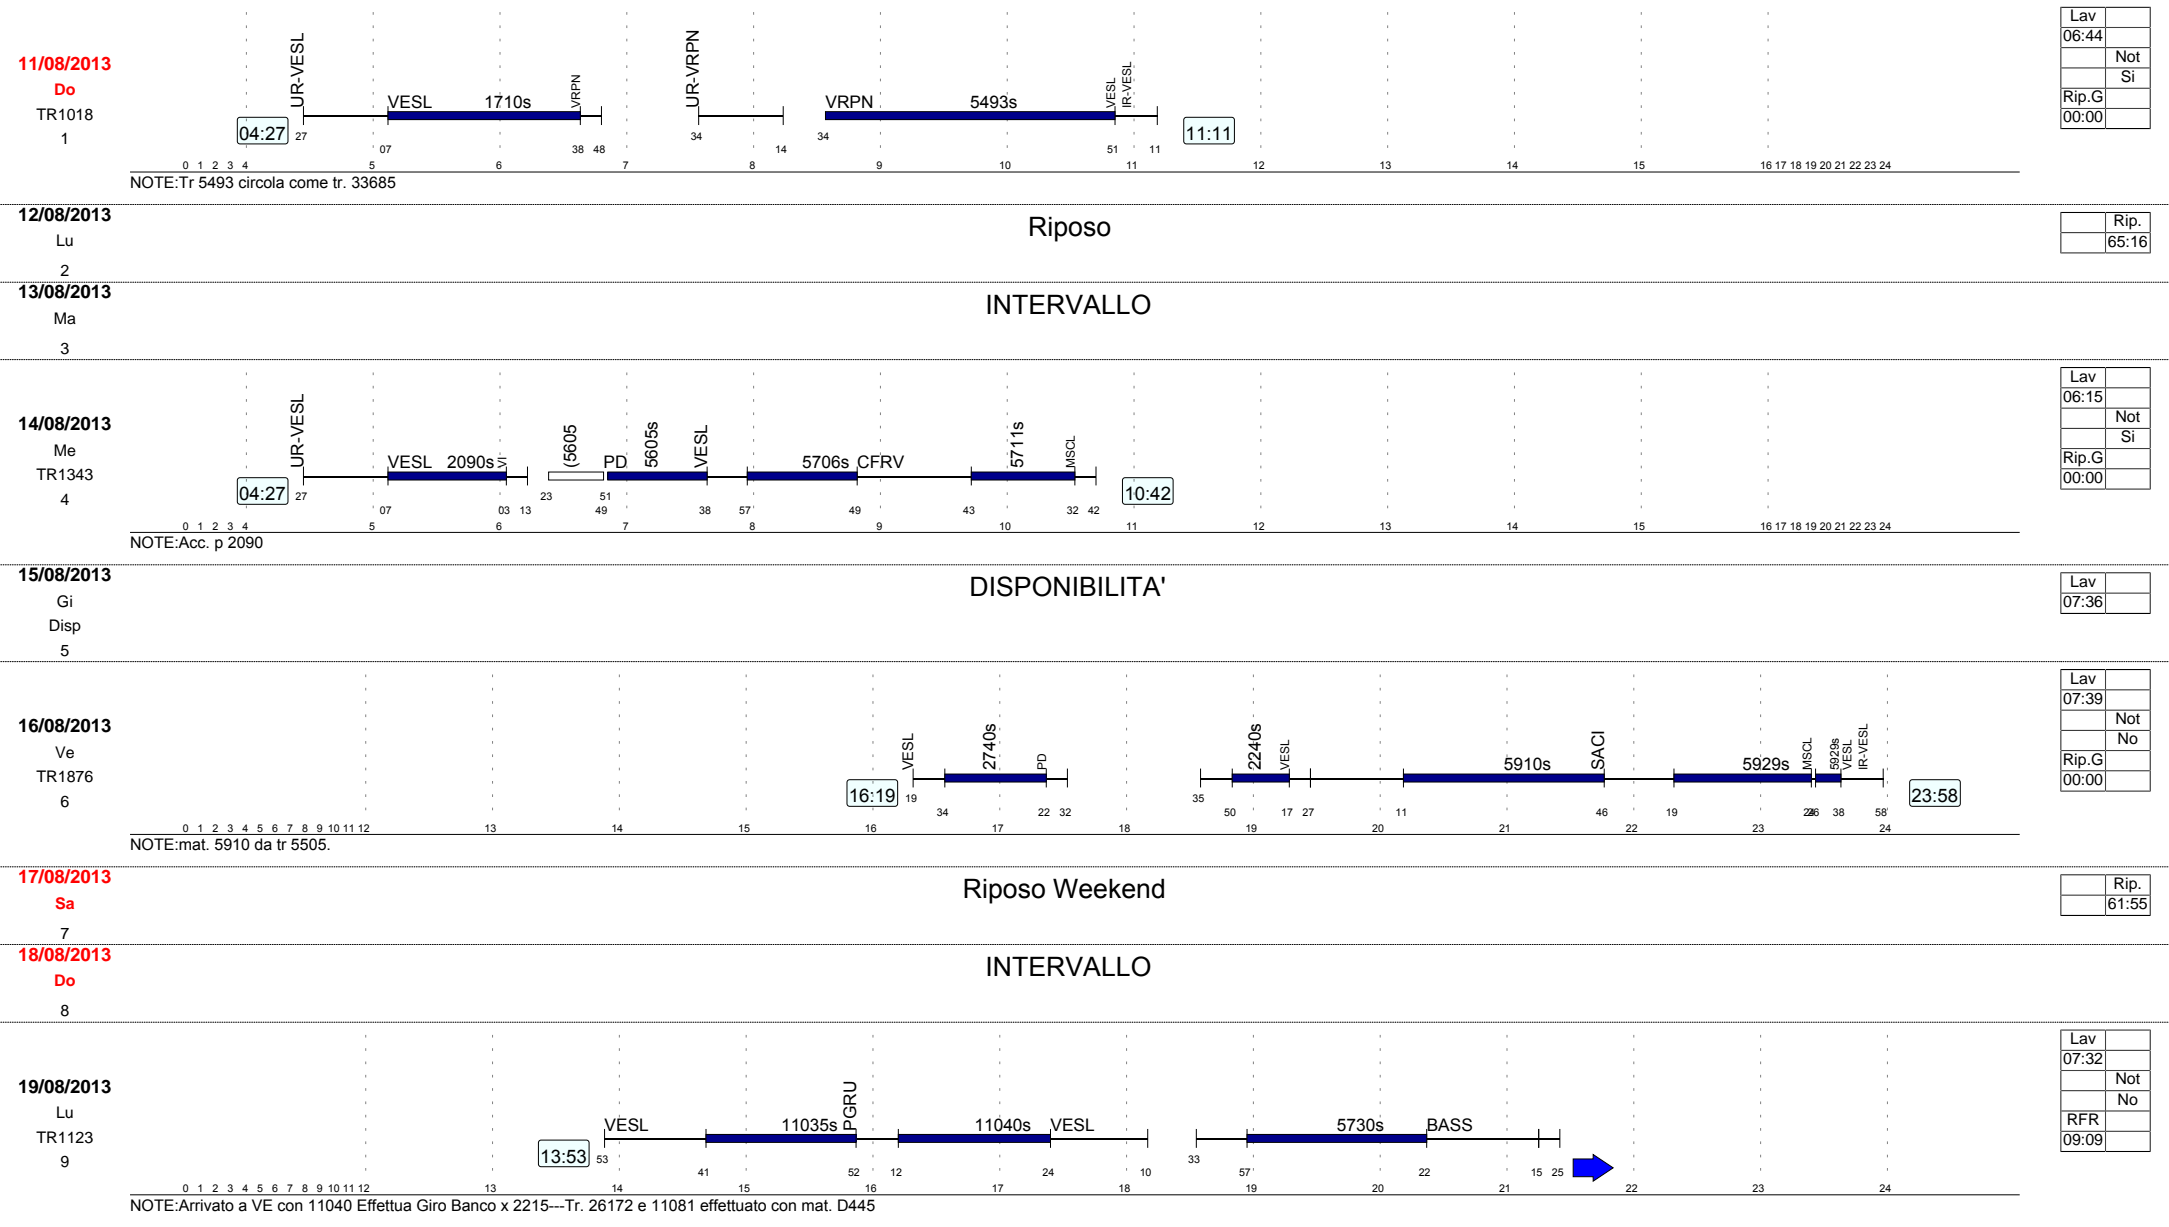 11/08/2013
Do
TR1018
1
04:27
UR-VESL
VESL 1710s VRPN
UR-VRPN
VRPN 5493s VESL IR-VESL
11:11
27 07 38 48 34 14 34 51 11
0 1 2 3 4 5 6 7 8 9 10 11 12 13 14 15 16 17 18 19 20 21 22 23 24
NOTE:Tr 5493 circola come tr. 33685
Lav
06:44
Not
Si
Rip.G
00:00
12/08/2013
Lu
2
Riposo
Rip.
65:16
13/08/2013
Ma
3
INTERVALLO
14/08/2013
Me
TR1343
4
04:27
UR-VESL
VESL 2090s VI
(5605 PD 5605s VESL
5706s CFRV
5711s MSCL
10:42
27 07 03 13 23 49 51 38 57 49 43 32 42
0 1 2 3 4 5 6 7 8 9 10 11 12 13 14 15 16 17 18 19 20 21 22 23 24
NOTE:Acc. p 2090
Lav
06:15
Not
Si
Rip.G
00:00
15/08/2013
Gi
Disp
5
DISPONIBILITA'
Lav
07:36
16/08/2013
Ve
TR1876
6
16:19
VESL 2740s PD
2240s VESL
5910s SACI
5929s MSCL 5929s VESL IR-VESL
23:58
19 34 22 32 35 50 17 27 11 46 19 24 26 38 58
0 1 2 3 4 5 6 7 8 9 10 11 12 13 14 15 16 17 18 19 20 21 22 23 24
NOTE:mat. 5910 da tr 5505.
Lav
07:39
Not
No
Rip.G
00:00
17/08/2013
Sa
7
Riposo Weekend
Rip.
61:55
18/08/2013
Do
8
INTERVALLO
19/08/2013
Lu
TR1123
9
13:53
VESL 11035s PGRU
11040s VESL
5730s BASS
53 41 52 12 24 10 33 57 22 15 25
0 1 2 3 4 5 6 7 8 9 10 11 12 13 14 15 16 17 18 19 20 21 22 23 24
NOTE:Arrivato a VE con 11040 Effettua Giro Banco x 2215---Tr. 26172 e 11081 effettuato con mat. D445
Lav
07:32
Not
No
RFR
09:09